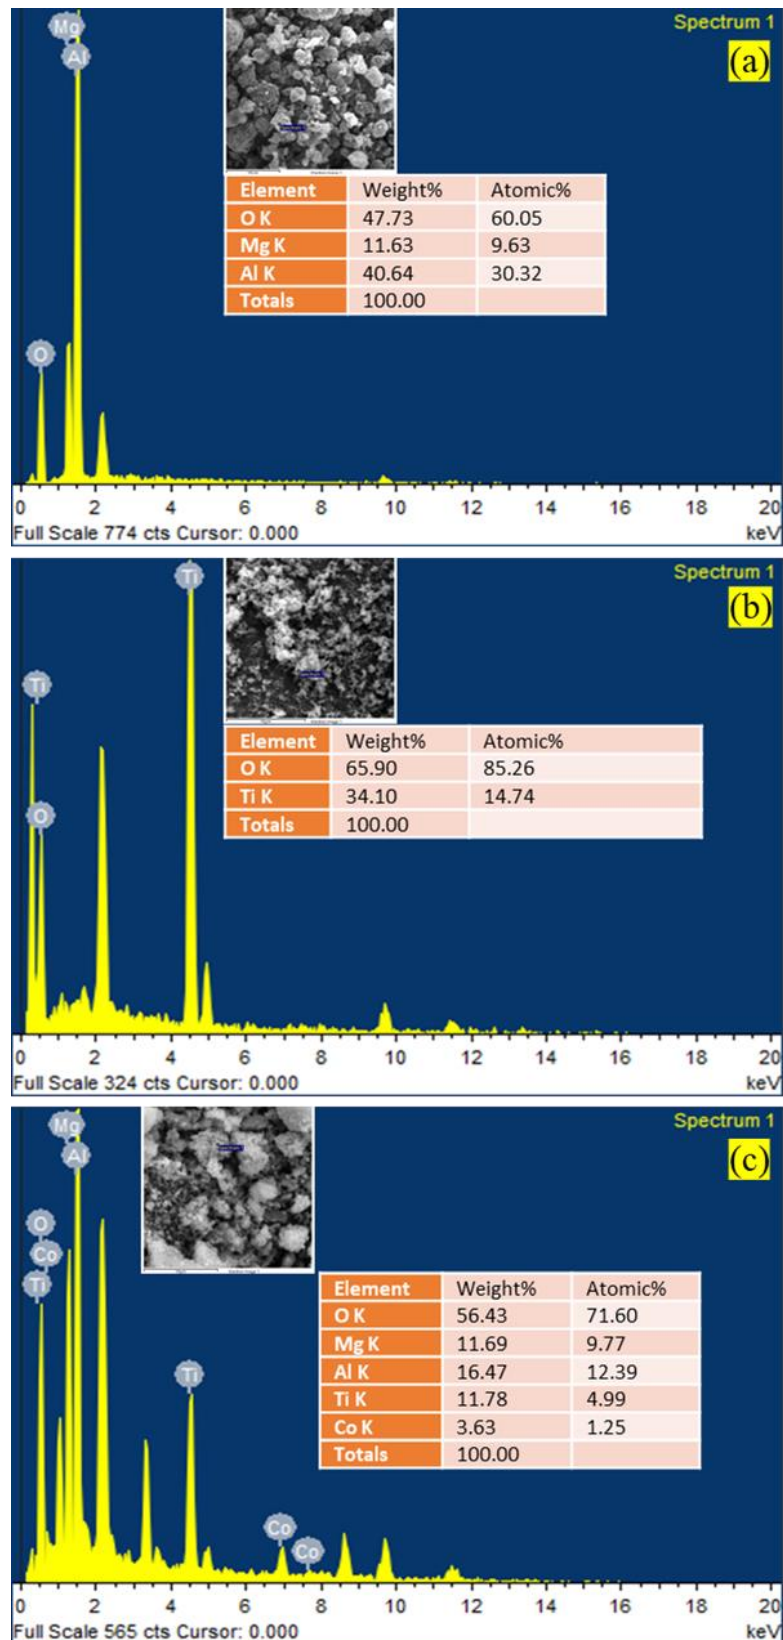 Spectrum 1
(a)
Mg
Al
O
Element Weight% Atomic%
O K 47.73 60.05
Mg K 11.63 9.63
Al K 40.64 30.32
Totals 100.00
0 2 4 6 8 10 12 14 16 18 20
Full Scale 774 cts Cursor: 0.000 keV
Spectrum 1
(b)
Ti
Ti
O
Element Weight% Atomic%
O K 65.90 85.26
Ti K 34.10 14.74
Totals 100.00
0 2 4 6 8 10 12 14 16 18 20
Full Scale 324 cts Cursor: 0.000 keV
Spectrum 1
(c)
Mg
Al
O
Co
Ti
Ti
Co
Co
Element Weight% Atomic%
O K 56.43 71.60
Mg K 11.69 9.77
Al K 16.47 12.39
Ti K 11.78 4.99
Co K 3.63 1.25
Totals 100.00
0 2 4 6 8 10 12 14 16 18 20
Full Scale 565 cts Cursor: 0.000 keV